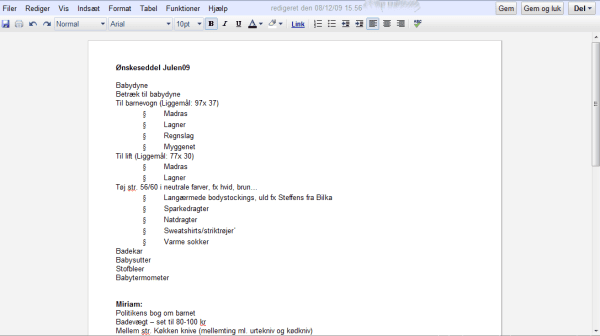 Filer Rediger Vis Indsæt Format Tabel Funktioner Hjælp redigeret den 08/12/09 15.56 Gem Gem og luk Del
Normal Arial 10pt B I U A Link
Ønskeseddel Julen09
Babydyne
Betræk til babydyne
Til barnevogn (Liggemål: 97x 37)
§ Madras
§ Lagner
§ Regnslag
§ Myggenet
Til lift (Liggemål: 77x 30)
§ Madras
§ Lagner
Tøj str. 56/60 i neutrale farver, fx hvid, brun…
§ Langærmede bodystockings, uld fx Steffens fra Bilka
§ Sparkedragter
§ Natdragter
§ Sweatshirts/striktrøjer´
§ Varme sokker
Badekar
Babysutter
Stofbleer
Babytermometer
Miriam:
Politikens bog om barnet
Badevægt – set til 80-100 kr
Mellem str. Køkken knive (mellemting ml. urtekniv og kødkniv)